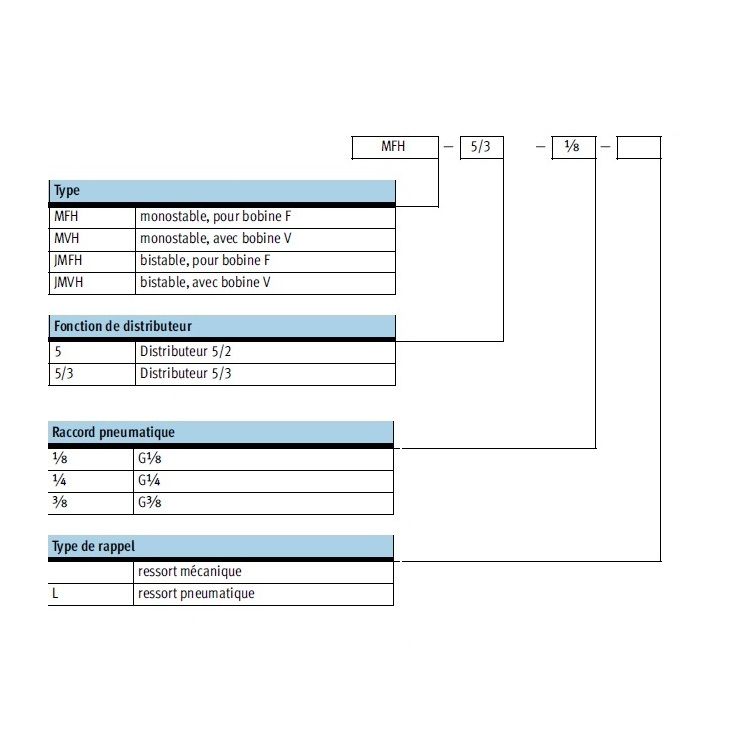 MFH – 5/3 – ⅛ –
Type
MFH monostable, pour bobine F
MVH monostable, avec bobine V
JMFH bistable, pour bobine F
JMVH bistable, avec bobine V
Fonction de distributeur
5 Distributeur 5/2
5/3 Distributeur 5/3
Raccord pneumatique
⅛ G⅛
¼ G¼
⅜ G⅜
Type de rappel
ressort mécanique
L ressort pneumatique